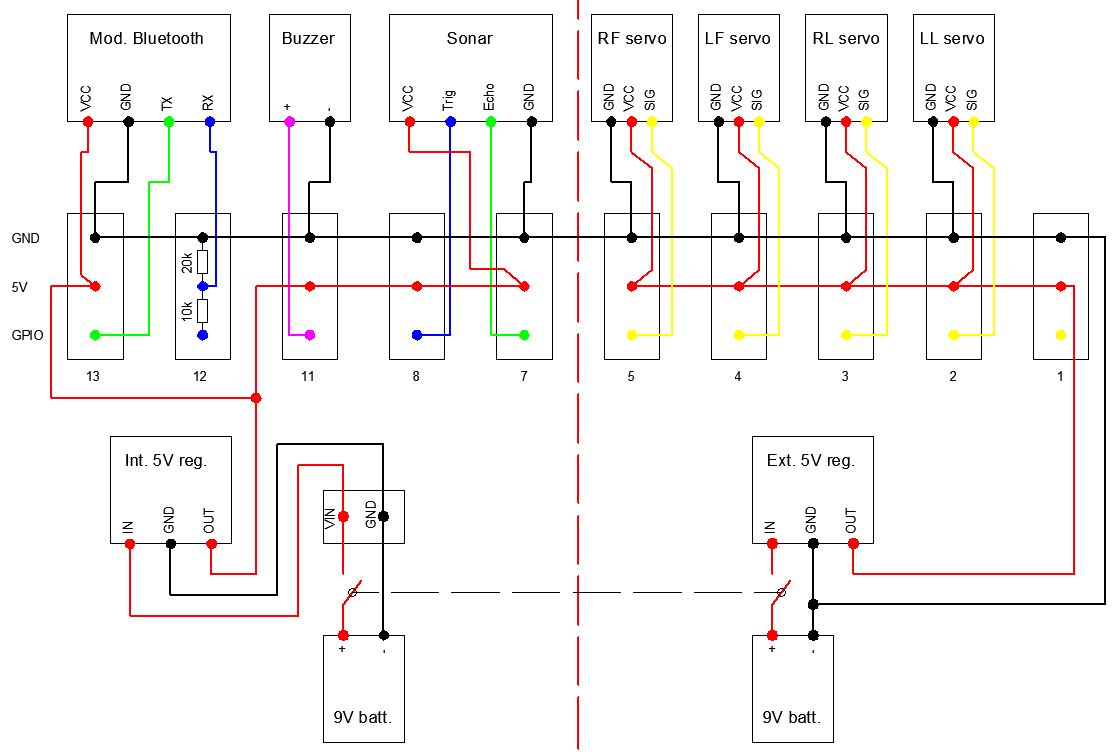 Mod. Bluetooth
Buzzer
Sonar
RF servo
LF servo
RL servo
LL servo
VCC
GND
TX
RX
+
-
VCC
Trig
Echo
GND
GND
VCC
SIG
GND
VCC
SIG
GND
VCC
SIG
GND
VCC
SIG
GND
20k
5V
10k
GPIO
13
12
11
8
7
5
4
3
2
1
Int. 5V reg.
IN
GND
OUT
VIN
GND
Ext. 5V reg.
IN
GND
OUT
+
-
9V batt.
+
-
9V batt.